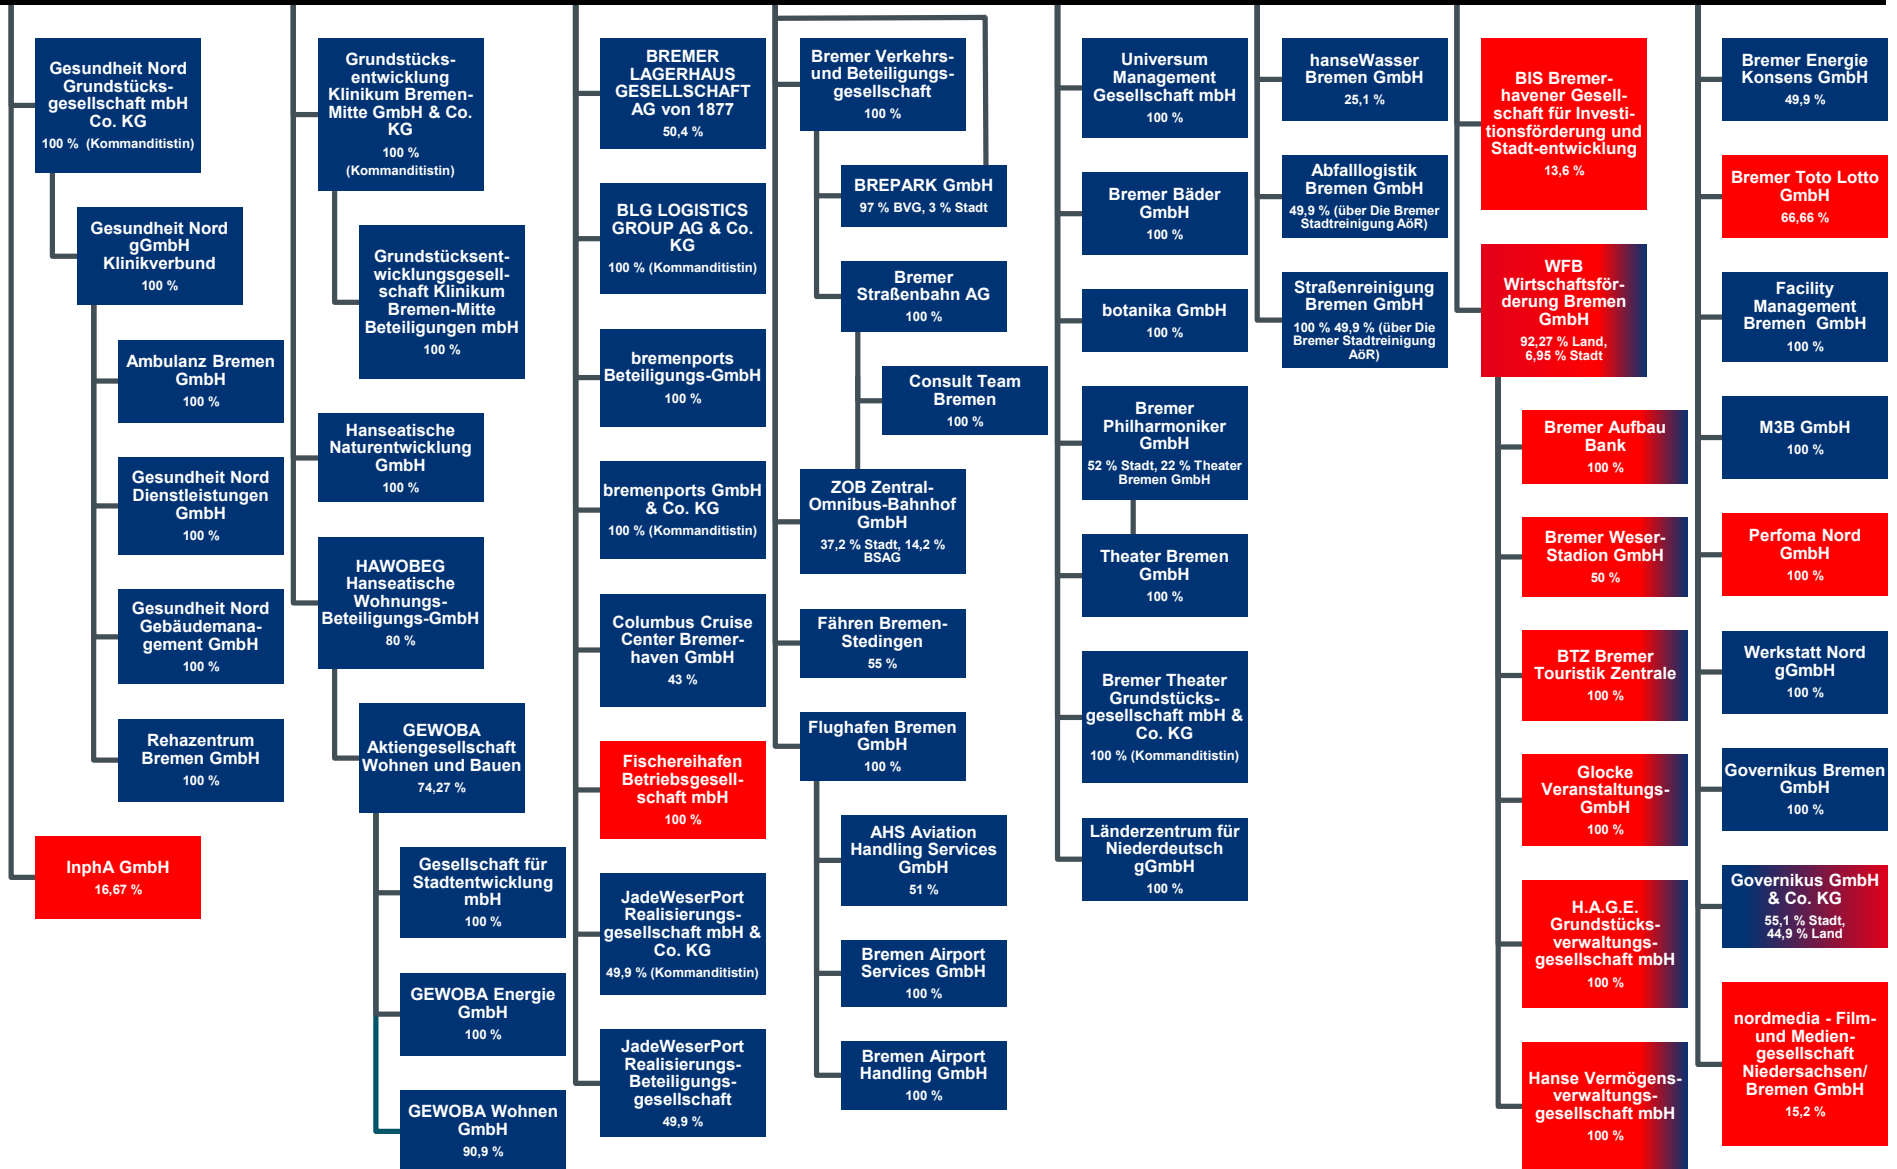 Gesundheit Nord
Grundstücks-
gesellschaft mbH
Co. KG
100 % (Kommanditistin)
Gesundheit Nord
gGmbH
Klinikverbund
100 %
Ambulanz Bremen
GmbH
100 %
Gesundheit Nord
Dienstleistungen
GmbH
100 %
Gesundheit Nord
Gebäudemana-
gement GmbH
100 %
Rehazentrum
Bremen GmbH
100 %
InphA GmbH
16,67 %
Grundstücks-
entwicklung
Klinikum Bremen-
Mitte GmbH & Co.
KG
100 %
(Kommanditistin)
Grundstücksent-
wicklungsgesell-
schaft Klinikum
Bremen-Mitte
Beteiligungen mbH
100 %
Hanseatische
Naturentwicklung
GmbH
100 %
HAWOBEG
Hanseatische
Wohnungs-
Beteiligungs-GmbH
80 %
GEWOBA
Aktiengesellschaft
Wohnen und Bauen
74,27 %
Gesellschaft für
Stadtentwicklung
mbH
100 %
GEWOBA Energie
GmbH
100 %
GEWOBA Wohnen
GmbH
90,9 %
BREMER
LAGERHAUS
GESELLSCHAFT
AG von 1877
50,4 %
BLG LOGISTICS
GROUP AG & Co.
KG
100 % (Kommanditistin)
bremenports
Beteiligungs-GmbH
100 %
bremenports GmbH
& Co. KG
100 % (Kommanditistin)
Columbus Cruise
Center Bremer-
haven GmbH
43 %
Fischereihafen
Betriebsgesell-
schaft mbH
100 %
JadeWeserPort
Realisierungs-
gesellschaft mbH &
Co. KG
49,9 % (Kommanditistin)
JadeWeserPort
Realisierungs-
Beteiligungs-
gesellschaft
49,9 %
Bremer Verkehrs-
und Beteiligungs-
gesellschaft
100 %
BREPARK GmbH
97 % BVG, 3 % Stadt
Bremer
Straßenbahn AG
100 %
Consult Team
Bremen
100 %
ZOB Zentral-
Omnibus-Bahnhof
GmbH
37,2 % Stadt, 14,2 %
BSAG
Fähren Bremen-
Stedingen
55 %
Flughafen Bremen
GmbH
100 %
AHS Aviation
Handling Services
GmbH
51 %
Bremen Airport
Services GmbH
100 %
Bremen Airport
Handling GmbH
100 %
Universum
Management
Gesellschaft mbH
100 %
Bremer Bäder
GmbH
100 %
botanika GmbH
100 %
Bremer
Philharmoniker
GmbH
52 % Stadt, 22 % Theater
Bremen GmbH
Theater Bremen
GmbH
100 %
Bremer Theater
Grundstücks-
gesellschaft mbH &
Co. KG
100 % (Kommanditistin)
Länderzentrum für
Niederdeutsch
gGmbH
100 %
hanseWasser
Bremen GmbH
25,1 %
Abfalllogistik
Bremen GmbH
49,9 % (über Die Bremer
Stadtreinigung AöR)
Straßenreinigung
Bremen GmbH
100 % 49,9 % (über Die
Bremer Stadtreinigung
AöR)
BIS Bremer-
havener Gesell-
schaft für Investi-
tionsförderung und
Stadt-entwicklung
13,6 %
WFB
Wirtschaftsför-
derung Bremen
GmbH
92,27 % Land,
6,95 % Stadt
Bremer Aufbau
Bank
100 %
Bremer Weser-
Stadion GmbH
50 %
BTZ Bremer
Touristik Zentrale
100 %
Glocke
Veranstaltungs-
GmbH
100 %
H.A.G.E.
Grundstücks-
verwaltungs-
gesellschaft mbH
100 %
Hanse Vermögens-
verwaltungs-
gesellschaft mbH
100 %
Bremer Energie
Konsens GmbH
49,9 %
Bremer Toto Lotto
GmbH
66,66 %
Facility
Management
Bremen GmbH
100 %
M3B GmbH
100 %
Perfoma Nord
GmbH
100 %
Werkstatt Nord
gGmbH
100 %
Governikus Bremen
GmbH
100 %
Governikus GmbH
& Co. KG
55,1 % Stadt,
44,9 % Land
nordmedia - Film-
und Medien-
gesellschaft
Niedersachsen/
Bremen GmbH
15,2 %